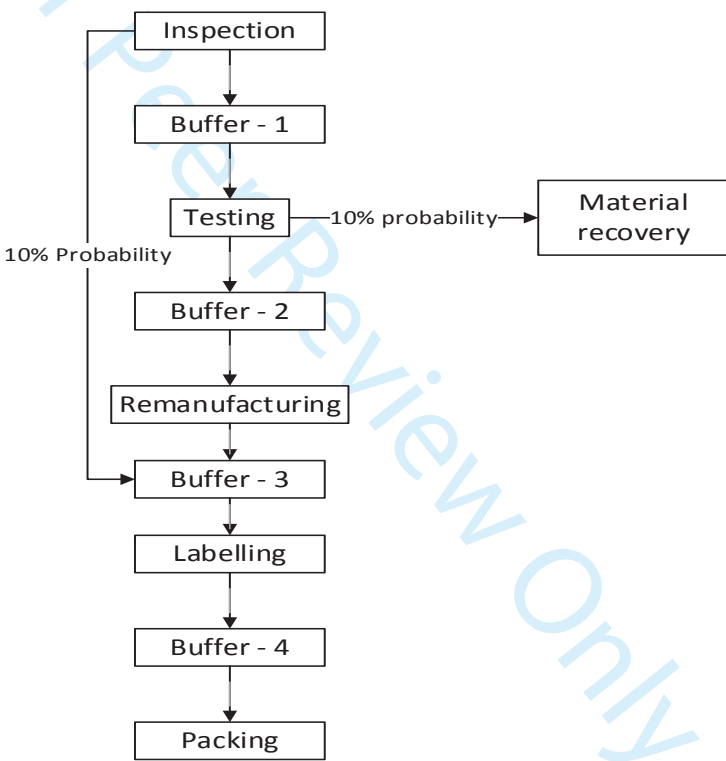 Inspection
Buffer - 1
Testing
10% probability
Material
recovery
10% Probability
Buffer - 2
Remanufacturing
Buffer - 3
Labelling
Buffer - 4
Packing
Peer Review Only